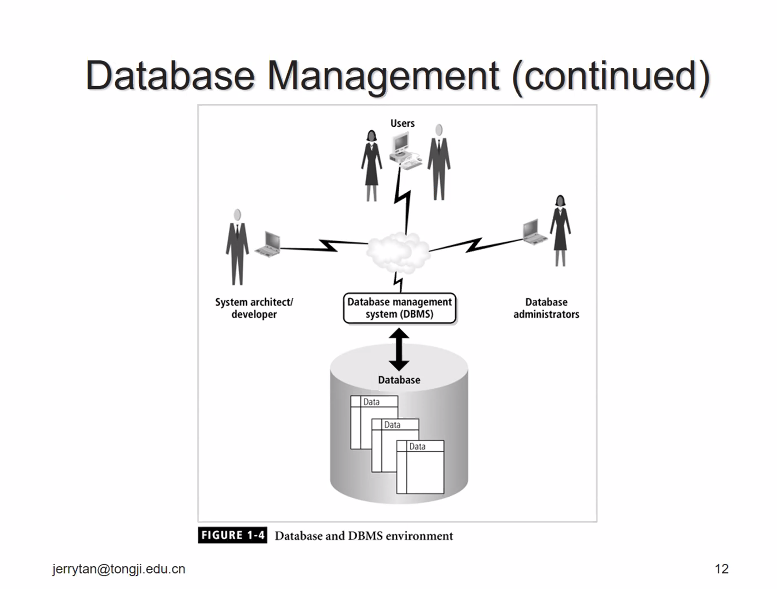 Database Management (continued)
Users
System architect/
developer
Database management
system (DBMS)
Database
administrators
Database
Data
Data
Data
FIGURE 1-4 Database and DBMS environment
jerrytan@tongji.edu.cn 12